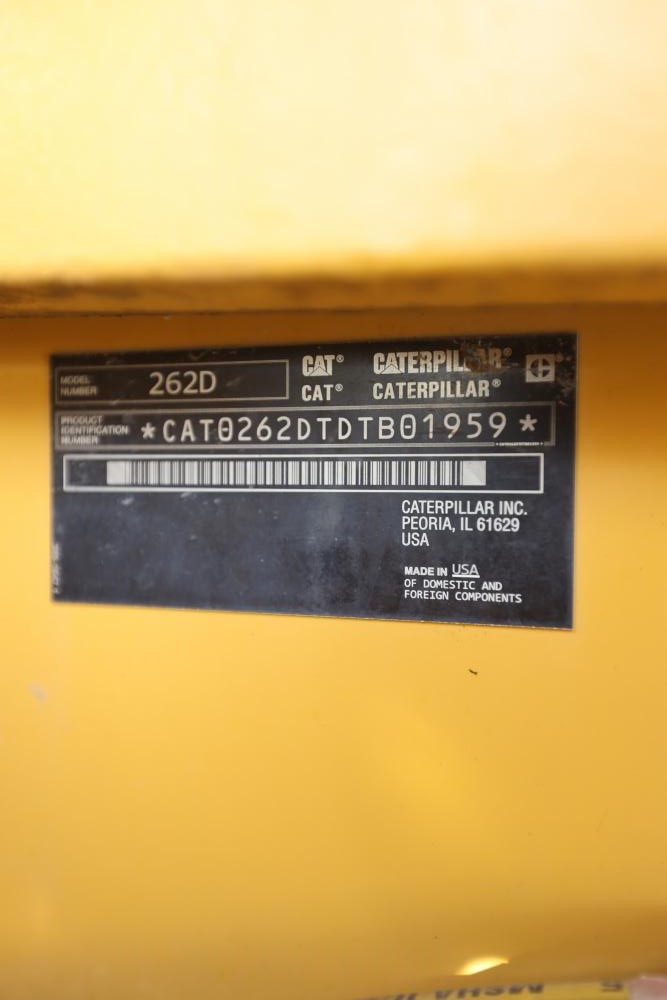 MODEL NUMBER 262D
CAT® CATERPILLAR®
CAT® CATERPILLAR®
PRODUCT IDENTIFICATION NUMBER *CAT0262DTDTB01959*
CATERPILLAR INC.
PEORIA, IL 61629
USA
MADE IN USA
OF DOMESTIC AND
FOREIGN COMPONENTS